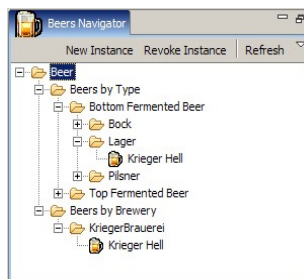 Beers Navigator
New Instance Revoke Instance Refresh
Beer
Beers by Type
Bottom Fermented Beer
Bock
Lager
Krieger Hell
Pilsner
Top Fermented Beer
Beers by Brewery
KriegerBrauerei
Krieger Hell